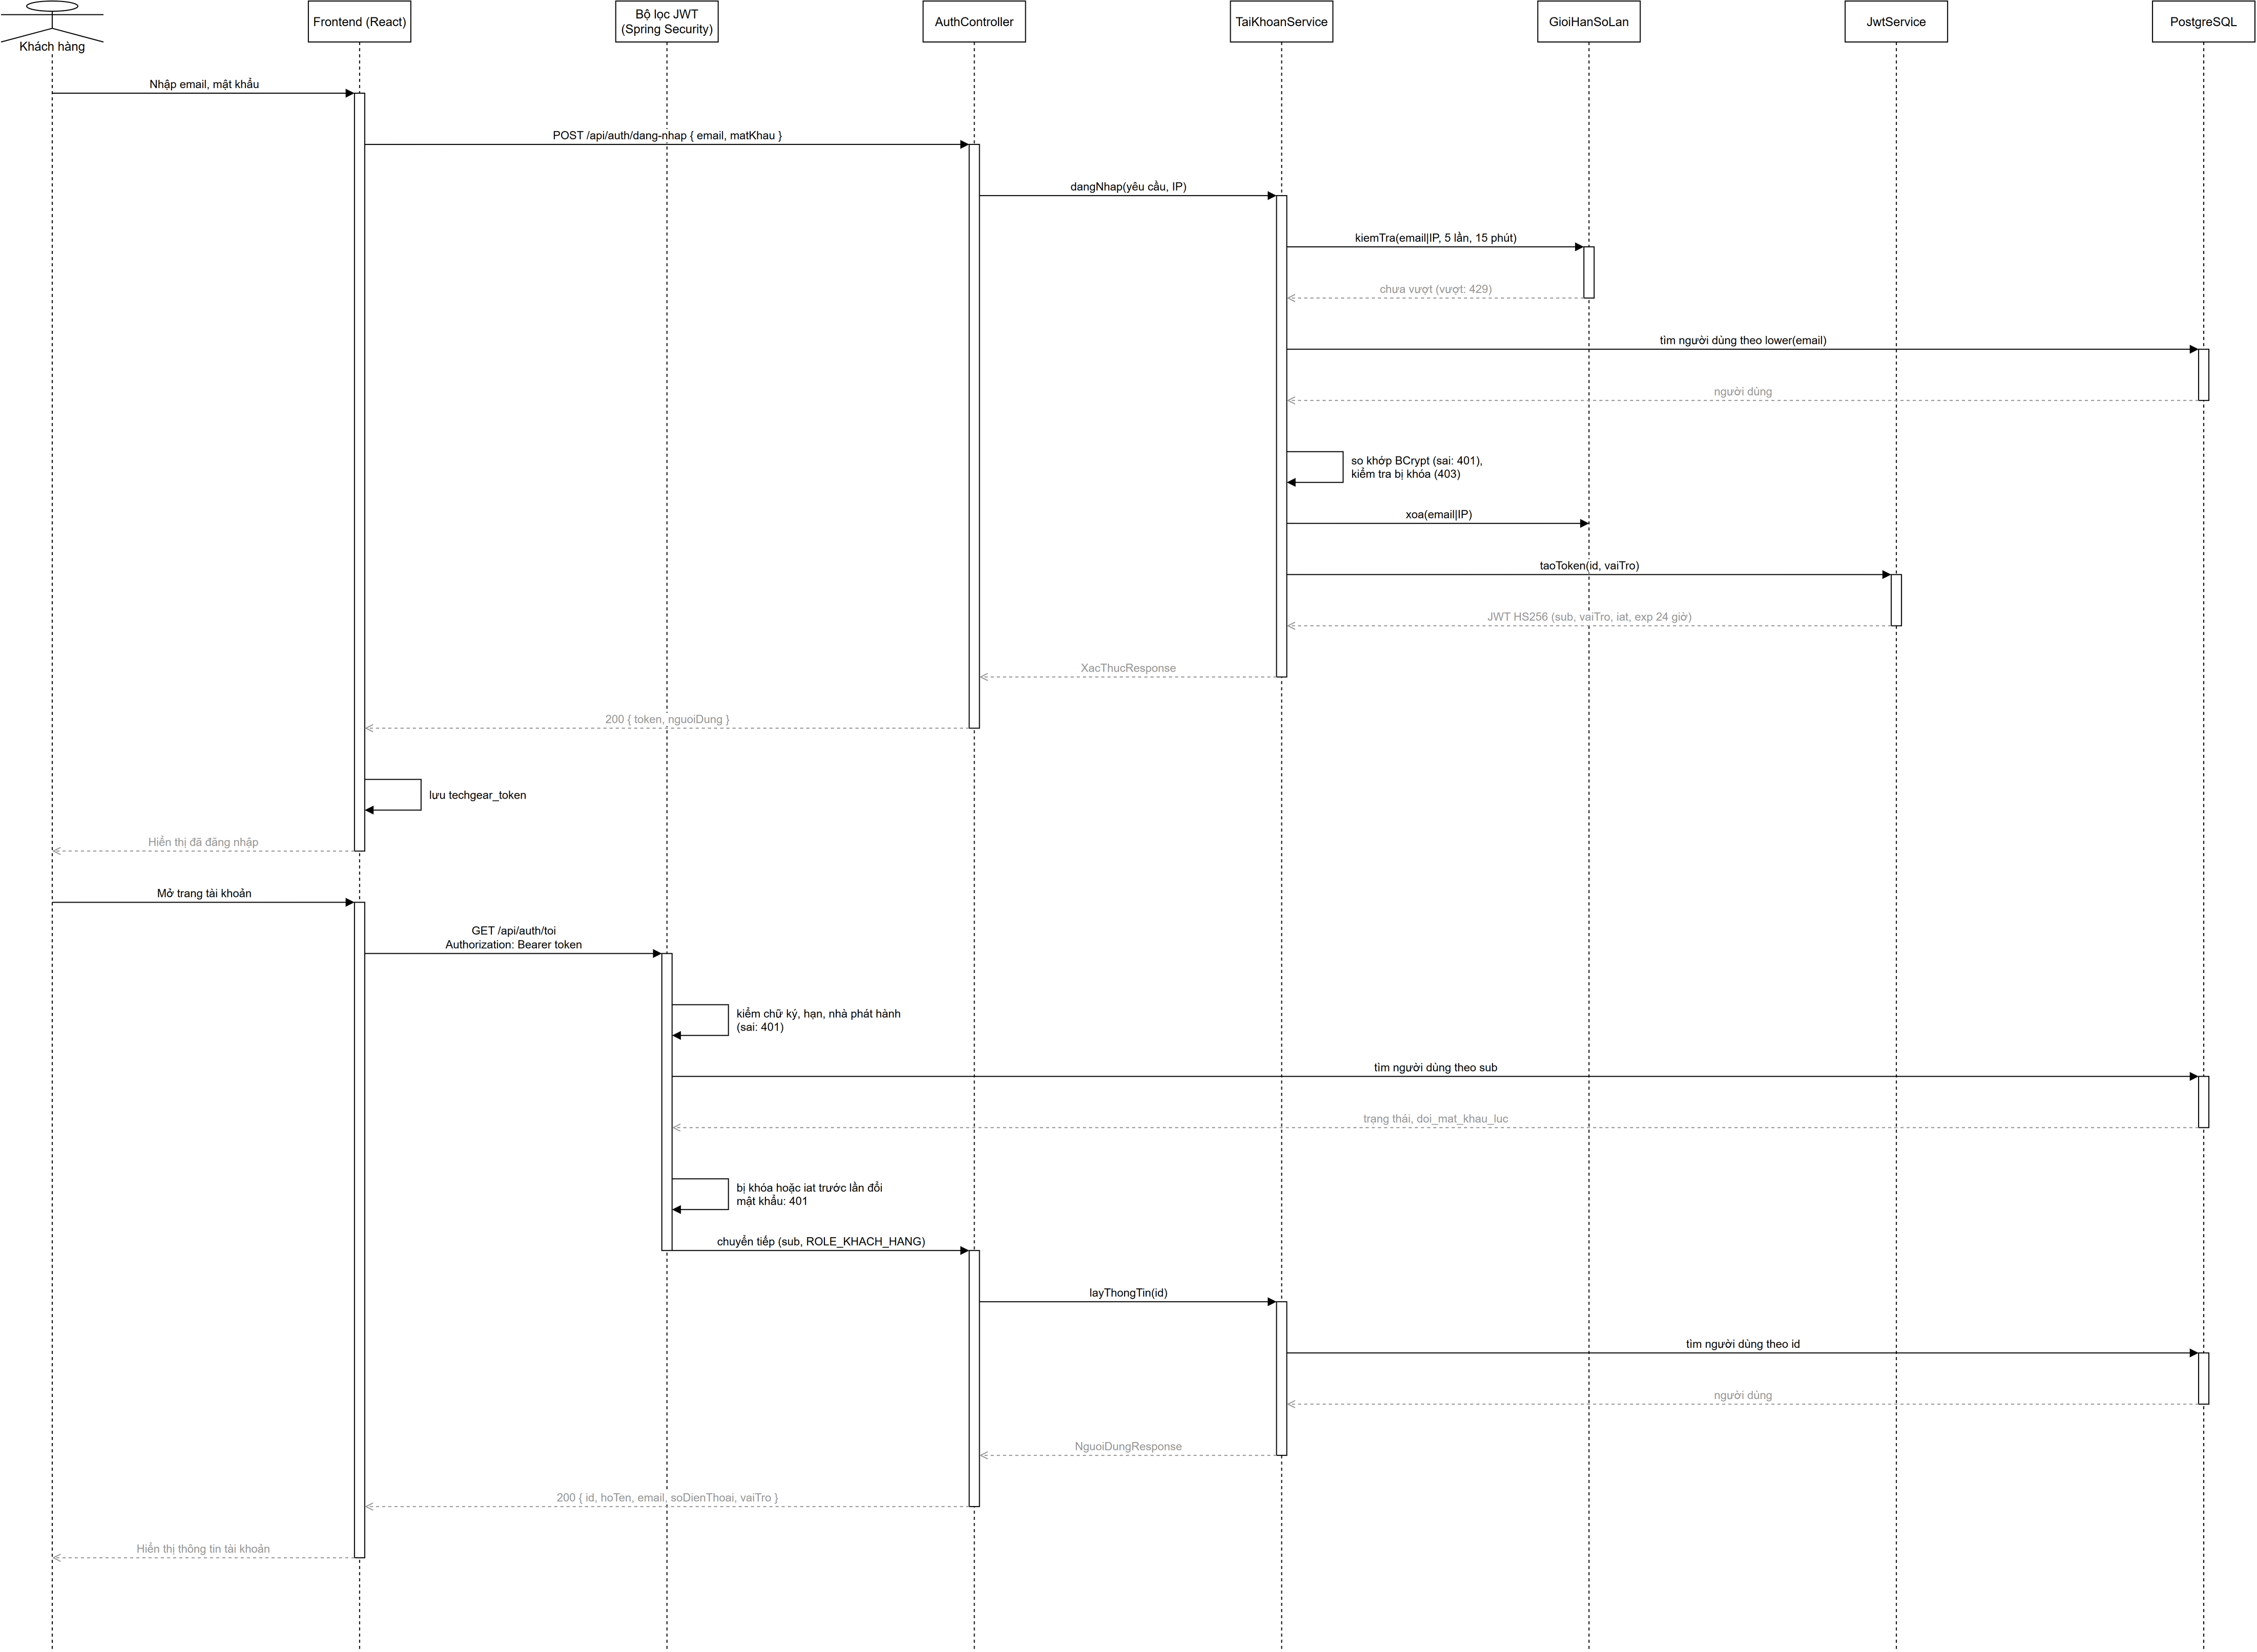 Khách hàng
Frontend (React)
Bộ lọc JWT
(Spring Security)
AuthController
TaiKhoanService
GioiHanSoLan
JwtService
PostgreSQL
Nhập email, mật khẩu
POST /api/auth/dang-nhap { email, matKhau }
dangNhap(yêu cầu, IP)
kiemTra(email|IP, 5 lần, 15 phút)
chưa vượt (vượt: 429)
tìm người dùng theo lower(email)
người dùng
so khớp BCrypt (sai: 401),
kiểm tra bị khóa (403)
xoa(email|IP)
taoToken(id, vaiTro)
JWT HS256 (sub, vaiTro, iat, exp 24 giờ)
XacThucResponse
200 { token, nguoiDung }
lưu techgear_token
Hiển thị đã đăng nhập
Mở trang tài khoản
GET /api/auth/toi
Authorization: Bearer token
kiểm chữ ký, hạn, nhà phát hành
(sai: 401)
tìm người dùng theo sub
trạng thái, doi_mat_khau_luc
bị khóa hoặc iat trước lần đổi
mật khẩu: 401
chuyển tiếp (sub, ROLE_KHACH_HANG)
layThongTin(id)
tìm người dùng theo id
người dùng
NguoiDungResponse
200 { id, hoTen, email, soDienThoai, vaiTro }
Hiển thị thông tin tài khoản